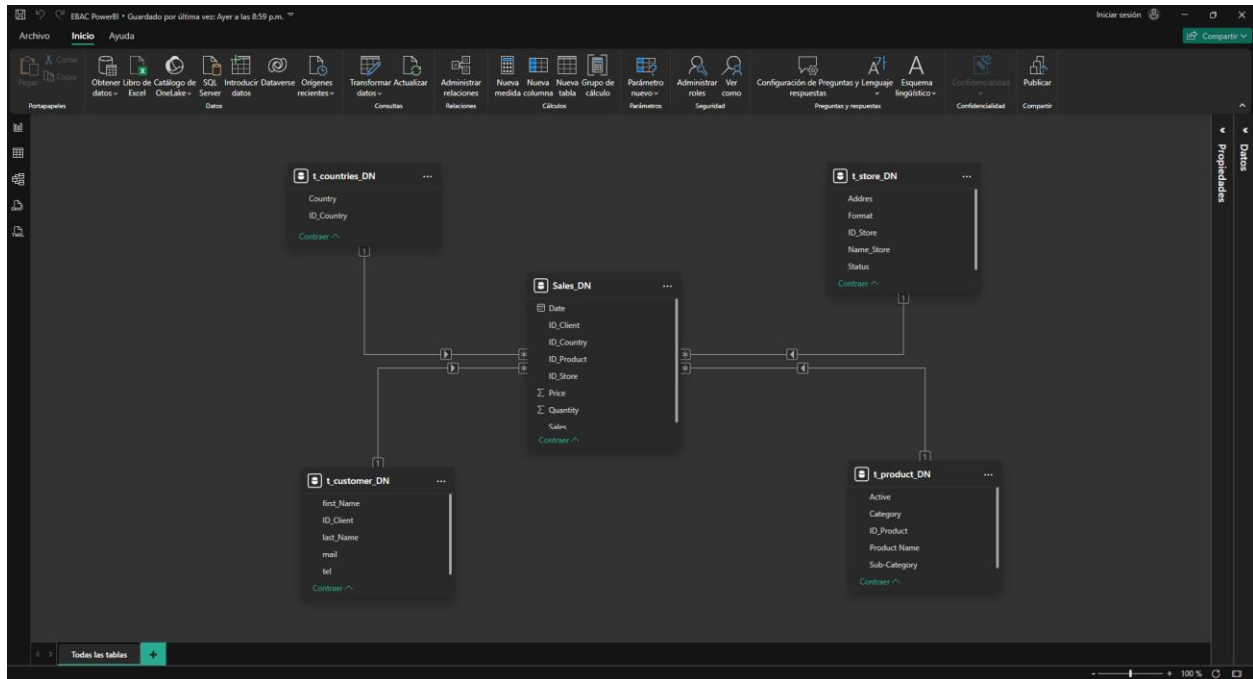 EBAC PowerBI • Guardado por última vez: Ayer a las 8:59 p.m.
Iniciar sesión
Archivo Inicio Ayuda
Compartir
Pegar
Cortar
Copia
Portapapeles
Obtener datos
Libro de Excel
Catálogo de OneLake
SQL Server
Introducir datos
Dataverse
Orígenes recientes
Datos
Transformar datos
Actualizar
Consultas
Administrar relaciones
Relaciones
Nueva medida
Nueva columna
Nueva tabla
Grupo de cálculo
Cálculos
Parámetro nuevo
Parámetros
Administrar roles
Ver como
Seguridad
Configuración de Preguntas y respuestas
Lenguaje
Esquema lingüístico
Preguntas y respuestas
Confidencialidad
Confidencialidad
Publicar
Compartir
Propiedades
Datos
t_countries_DN
Country
ID_Country
Contraer
1
t_store_DN
Addres
Format
ID_Store
Name_Store
Status
Contraer
1
Sales_DN
Date
ID_Client
ID_Country
ID_Product
ID_Store
Σ Price
Σ Quantity
Sales
Contraer
*
*
*
*
1
t_customer_DN
first_Name
ID_Client
last_Name
mail
tel
Contraer
1
t_product_DN
Active
Category
ID_Product
Product Name
Sub-Category
Contraer
Todas las tablas
+
- + 100 %